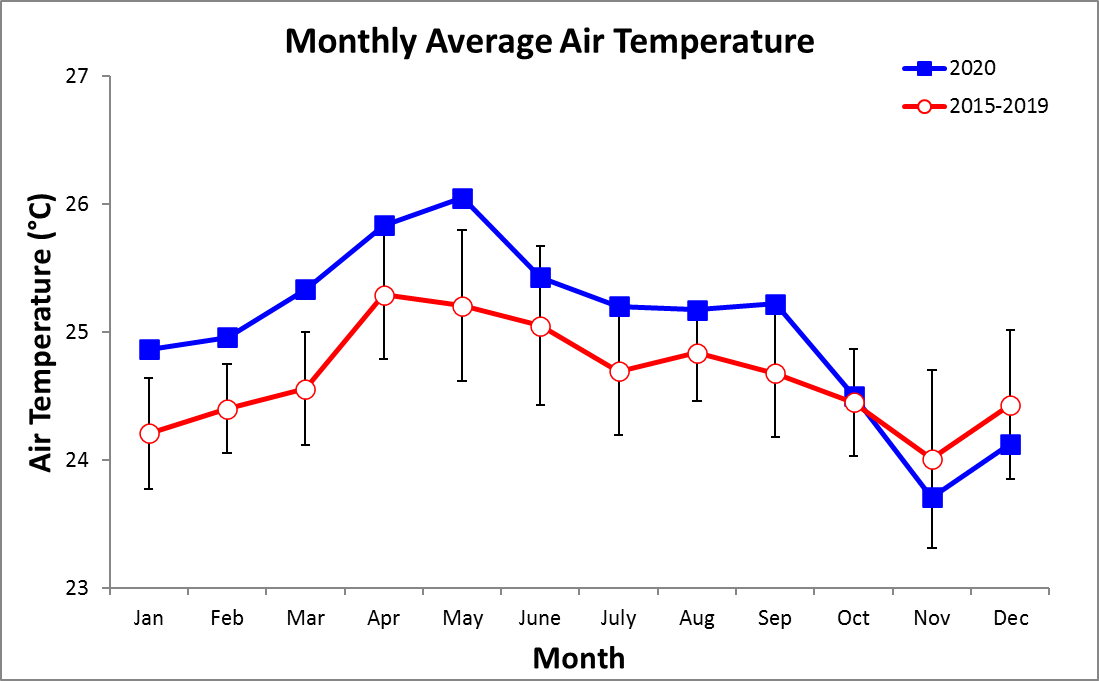 Monthly Average Air Temperature
2020
2015-2019
27
26
25
24
23
Air Temperature (°C)
Jan Feb Mar Apr May June July Aug Sep Oct Nov Dec
Month